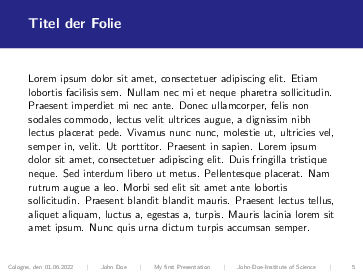 Titel der Folie
Lorem ipsum dolor sit amet, consectetuer adipiscing elit. Etiam
lobortis facilisis sem. Nullam nec mi et neque pharetra sollicitudin.
Praesent imperdiet mi nec ante. Donec ullamcorper, felis non
sodales commodo, lectus velit ultrices augue, a dignissim nibh
lectus placerat pede. Vivamus nunc nunc, molestie ut, ultricies vel,
semper in, velit. Ut porttitor. Praesent in sapien. Lorem ipsum
dolor sit amet, consectetuer adipiscing elit. Duis fringilla tristique
neque. Sed interdum libero ut metus. Pellentesque placerat. Nam
rutrum augue a leo. Morbi sed elit sit amet ante lobortis
sollicitudin. Praesent blandit blandit mauris. Praesent lectus tellus,
aliquet aliquam, luctus a, egestas a, turpis. Mauris lacinia lorem sit
amet ipsum. Nunc quis urna dictum turpis accumsan semper.
Cologne, den 01.06.2022 | John Doe | My first Presentation | John-Doe-Institute of Science | 5